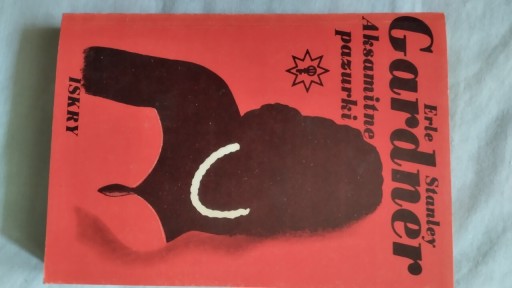 Erle Stanley
Gardner
Aksamitne
pazurki
ISKRY